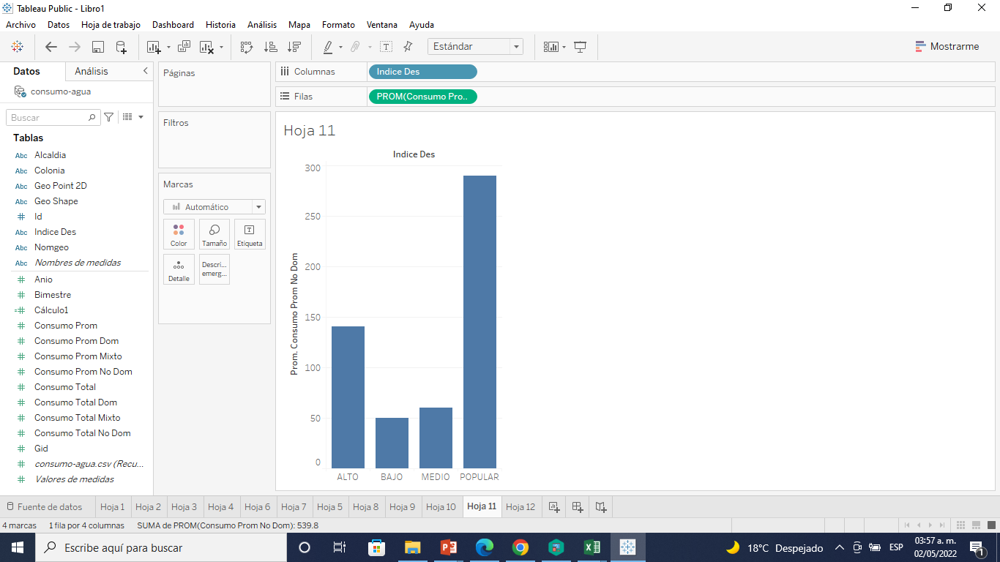 Tableau Public - Libro1
Archivo Datos Hoja de trabajo Dashboard Historia Análisis Mapa Formato Ventana Ayuda
Estándar
Mostrarme
Datos Análisis
consumo-agua
Buscar
Tablas
Abc Alcaldia
Abc Colonia
Abc Geo Point 2D
Abc Geo Shape
# Id
Abc Indice Des
Abc Nomgeo
Abc Nombres de medidas
# Anio
# Bimestre
=# Cálculo1
# Consumo Prom
# Consumo Prom Dom
# Consumo Prom Mixto
# Consumo Prom No Dom
# Consumo Total
# Consumo Total Dom
# Consumo Total Mixto
# Consumo Total No Dom
# Gid
# consumo-agua.csv (Recu...
# Valores de medidas
Páginas
Filtros
Marcas
Automático
Color Tamaño Etiqueta
Detalle
Descri...
emerg...
Columnas Indice Des
Filas PROM(Consumo Pro..
Hoja 11
Indice Des
Prom. Consumo Prom No Dom
300
250
200
150
100
50
0
ALTO BAJO MEDIO POPULAR
Fuente de datos Hoja 1 Hoja 2 Hoja 3 Hoja 4 Hoja 6 Hoja 7 Hoja 5 Hoja 8 Hoja 9 Hoja 10 Hoja 11 Hoja 12
4 marcas 1 fila por 4 columnas SUMA de PROM(Consumo Prom No Dom): 539.8
Escribe aquí para buscar
18°C Despejado
ESP
03:57 a. m.
02/05/2022
1